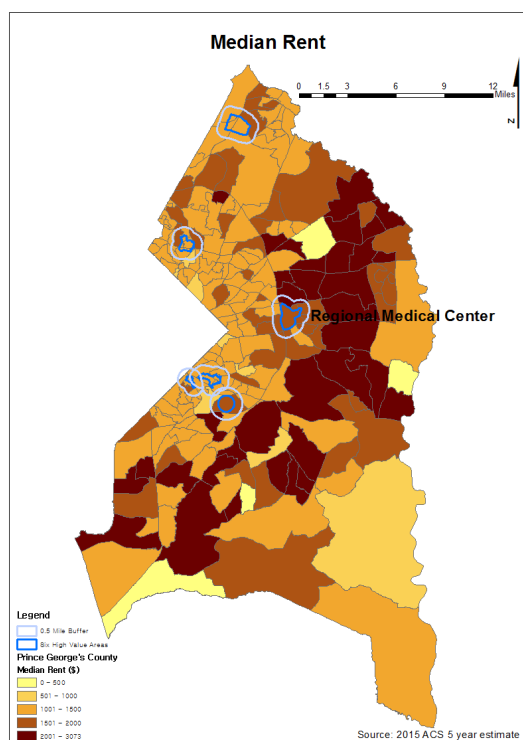 Median Rent
0 1.5 3 6 9 12
Miles
N
Regional Medical Center
Legend
0.5 Mile Buffer
Six High Value Areas
Prince George's County
Median Rent ($)
0 - 500
501 - 1000
1001 - 1500
1501 - 2000
2001 - 3073
Source: 2015 ACS 5 year estimate